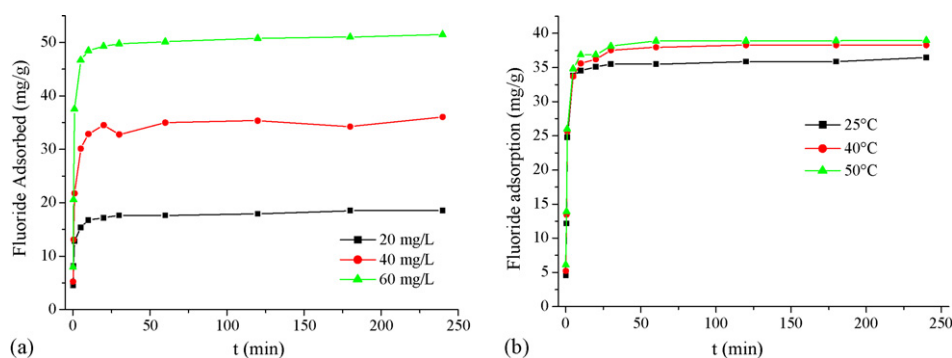 Fluoride Adsorbed (mg/g)
50
40
30
20
10
0
20 mg/L
40 mg/L
60 mg/L
0 50 100 150 200 250
t (min)
(a)
Fluoride adsorption (mg/g)
40
35
30
25
20
15
10
5
0
25°C
40°C
50°C
0 50 100 150 200 250
t (min)
(b)